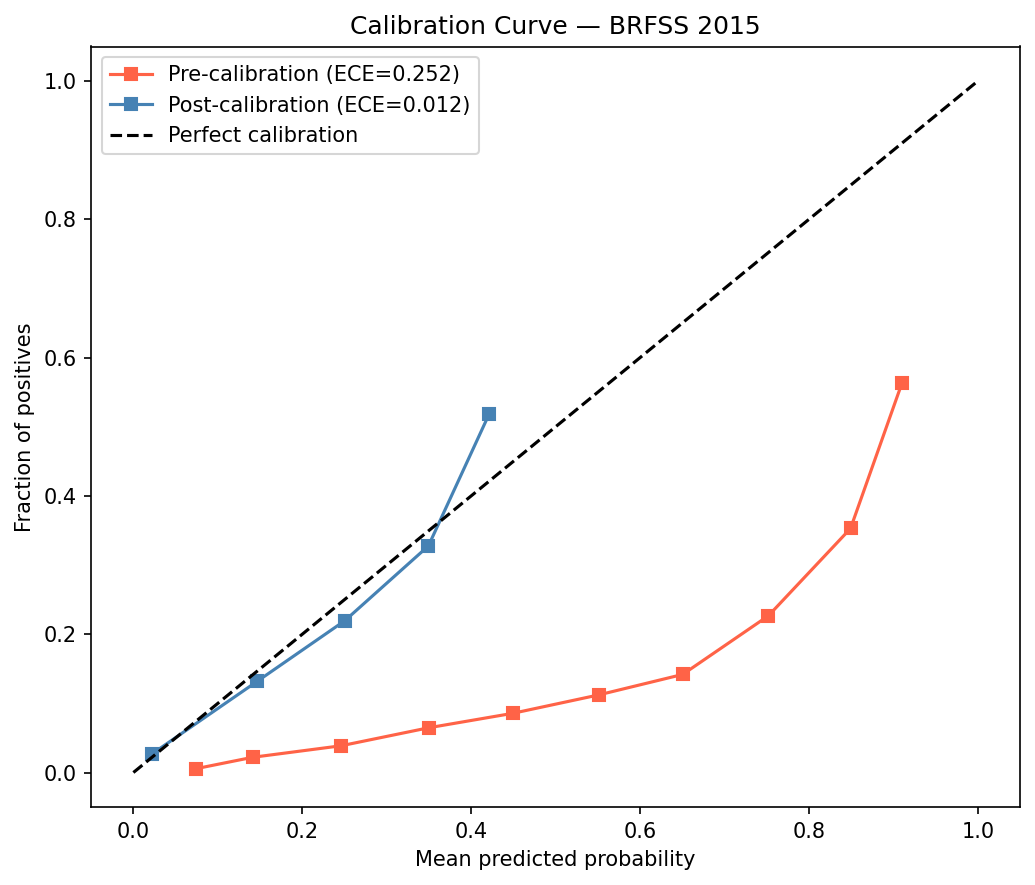 Calibration Curve — BRFSS 2015
Pre-calibration (ECE=0.252)
Post-calibration (ECE=0.012)
Perfect calibration
Fraction of positives
1.0
0.8
0.6
0.4
0.2
0.0
0.0 0.2 0.4 0.6 0.8 1.0
Mean predicted probability